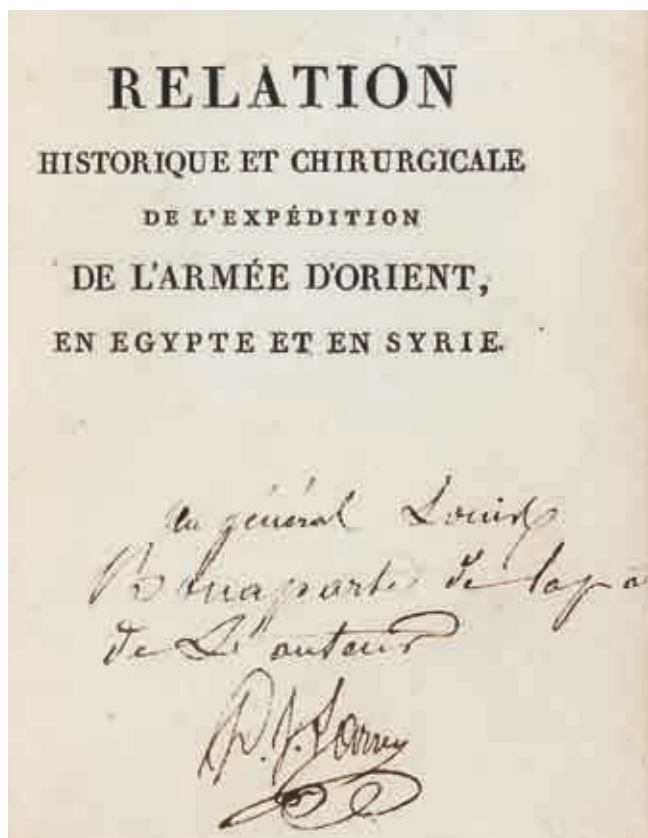 RELATION
HISTORIQUE ET CHIRURGICALE
DE L'EXPÉDITION
DE L'ARMÉE D'ORIENT,
EN EGYPTE ET EN SYRIE.
au général Louis
Bonaparte de la pa
de L'auteur
D. J. Larrey